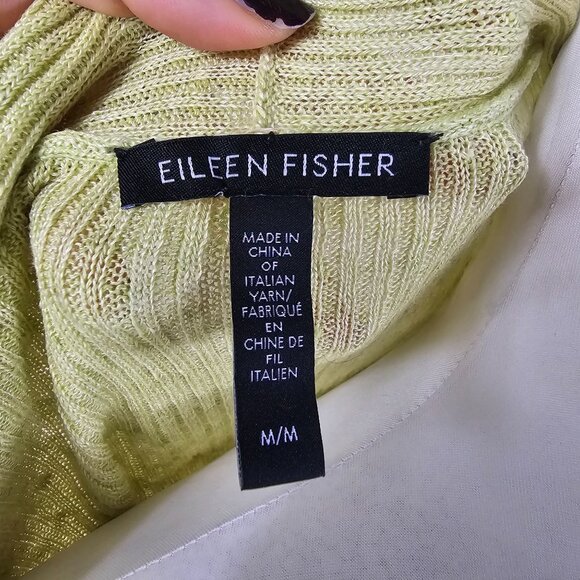 EILEEN FISHER
MADE IN
CHINA
OF
ITALIAN
YARN/
FABRIQUÉ
EN
CHINE DE
FIL
ITALIEN
M/M